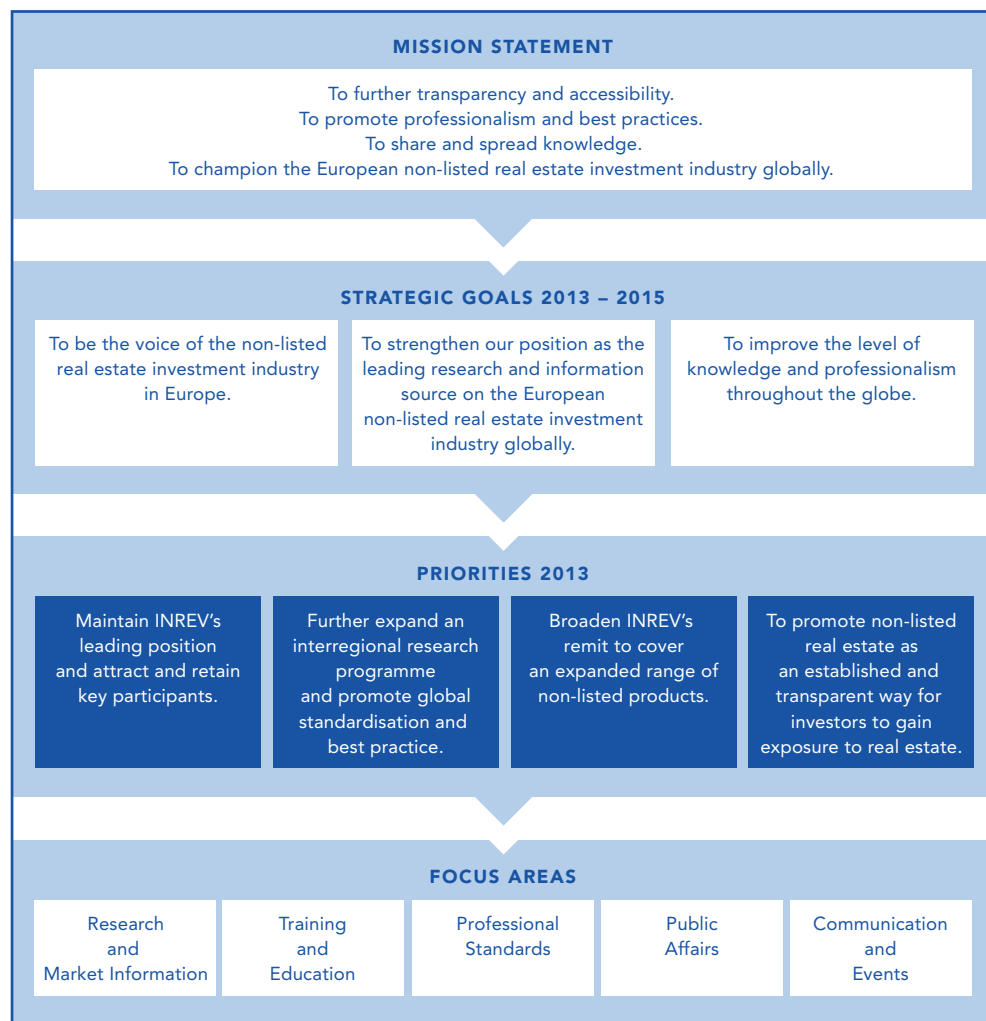 MISSION STATEMENT
To further transparency and accessibility.
To promote professionalism and best practices.
To share and spread knowledge.
To champion the European non-listed real estate investment industry globally.
STRATEGIC GOALS 2013 – 2015
To be the voice of the non-listed
real estate investment industry
in Europe.
To strengthen our position as the
leading research and information
source on the European
non-listed real estate investment
industry globally.
To improve the level of
knowledge and professionalism
throughout the globe.
PRIORITIES 2013
Maintain INREV’s
leading position
and attract and retain
key participants.
Further expand an
interregional research
programme
and promote global
standardisation and
best practice.
Broaden INREV’s
remit to cover
an expanded range of
non-listed products.
To promote non-listed
real estate as
an established and
transparent way for
investors to gain
exposure to real estate.
FOCUS AREAS
Research
and
Market Information
Training
and
Education
Professional
Standards
Public
Affairs
Communication
and
Events